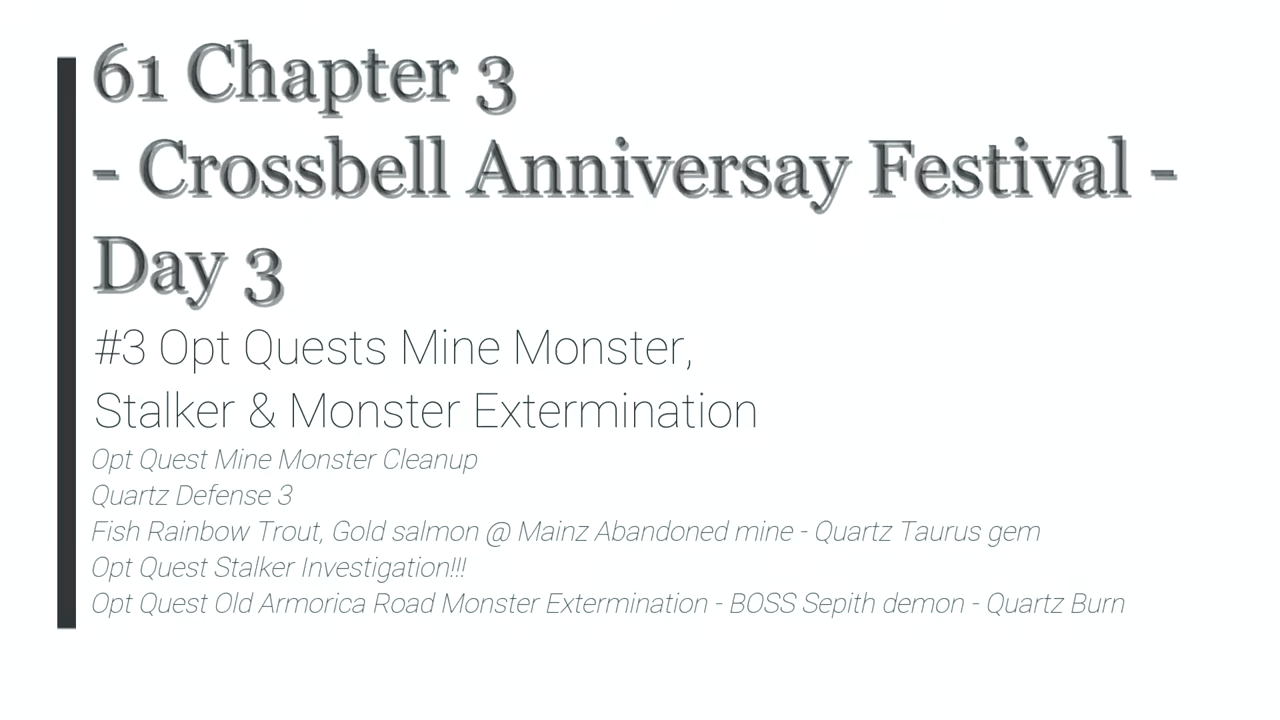 61 Chapter 3
- Crossbell Anniversay Festival -
Day 3
#3 Opt Quests Mine Monster,
Stalker & Monster Extermination
Opt Quest Mine Monster Cleanup
Quartz Defense 3
Fish Rainbow Trout, Gold salmon @ Mainz Abandoned mine - Quartz Taurus gem
Opt Quest Stalker Investigation!!!
Opt Quest Old Armorica Road Monster Extermination - BOSS Sepith demon - Quartz Burn